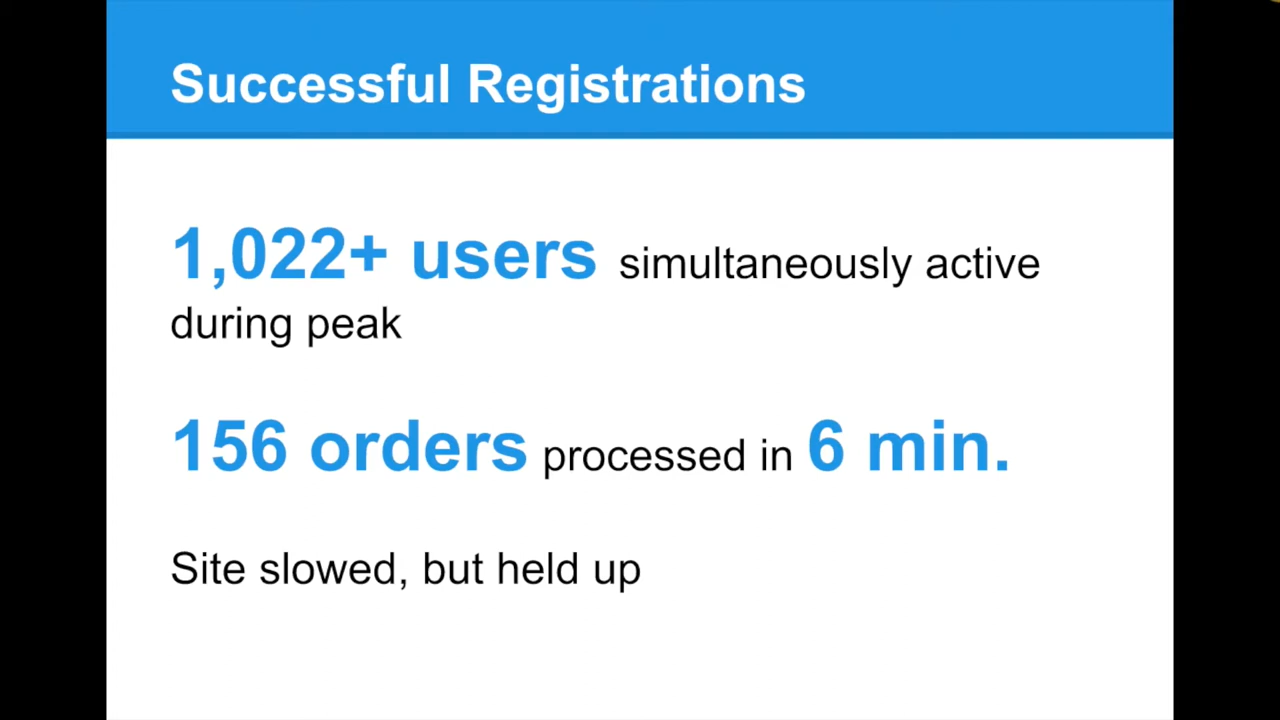 Successful Registrations
1,022+ users simultaneously active
during peak
156 orders processed in 6 min.
Site slowed, but held up